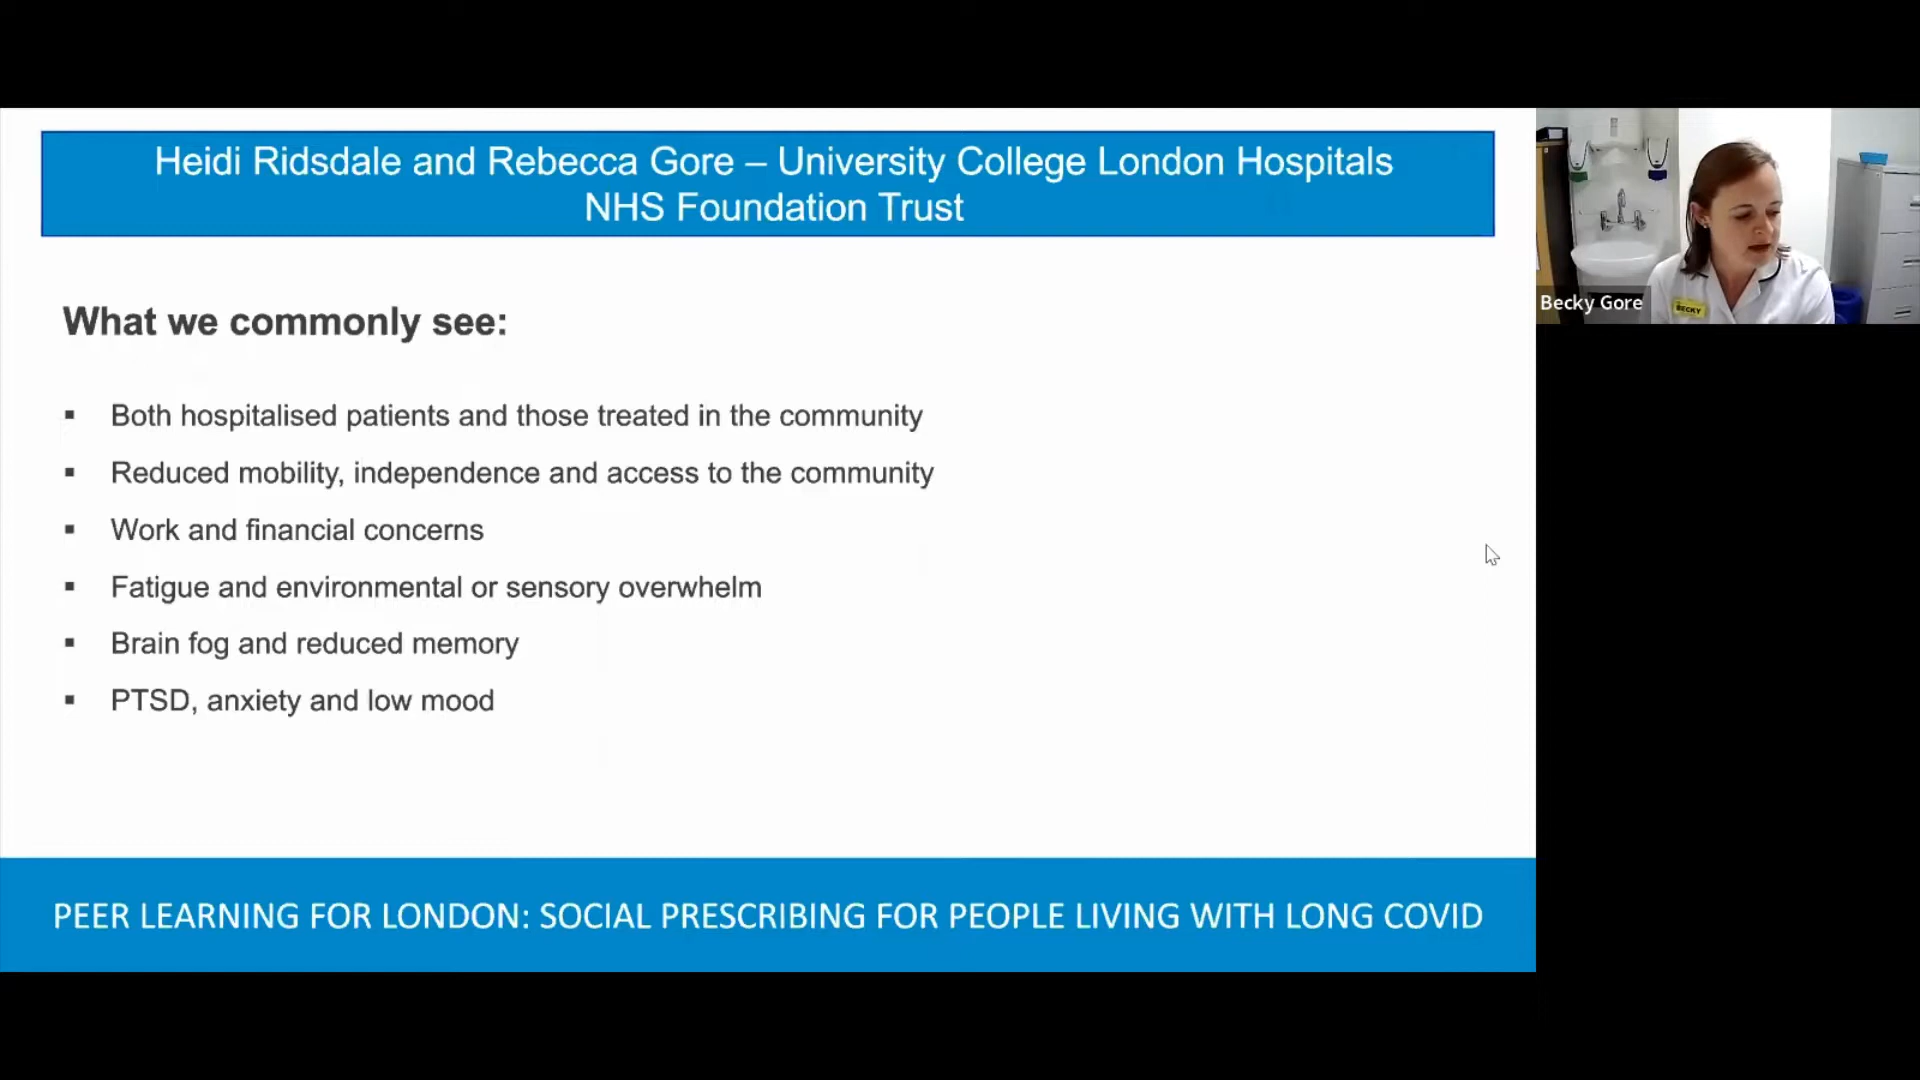 Heidi Ridsdale and Rebecca Gore – University College London Hospitals
NHS Foundation Trust
What we commonly see:
▪ Both hospitalised patients and those treated in the community
▪ Reduced mobility, independence and access to the community
▪ Work and financial concerns
▪ Fatigue and environmental or sensory overwhelm
▪ Brain fog and reduced memory
▪ PTSD, anxiety and low mood
PEER LEARNING FOR LONDON: SOCIAL PRESCRIBING FOR PEOPLE LIVING WITH LONG COVID
Becky Gore
BECKY